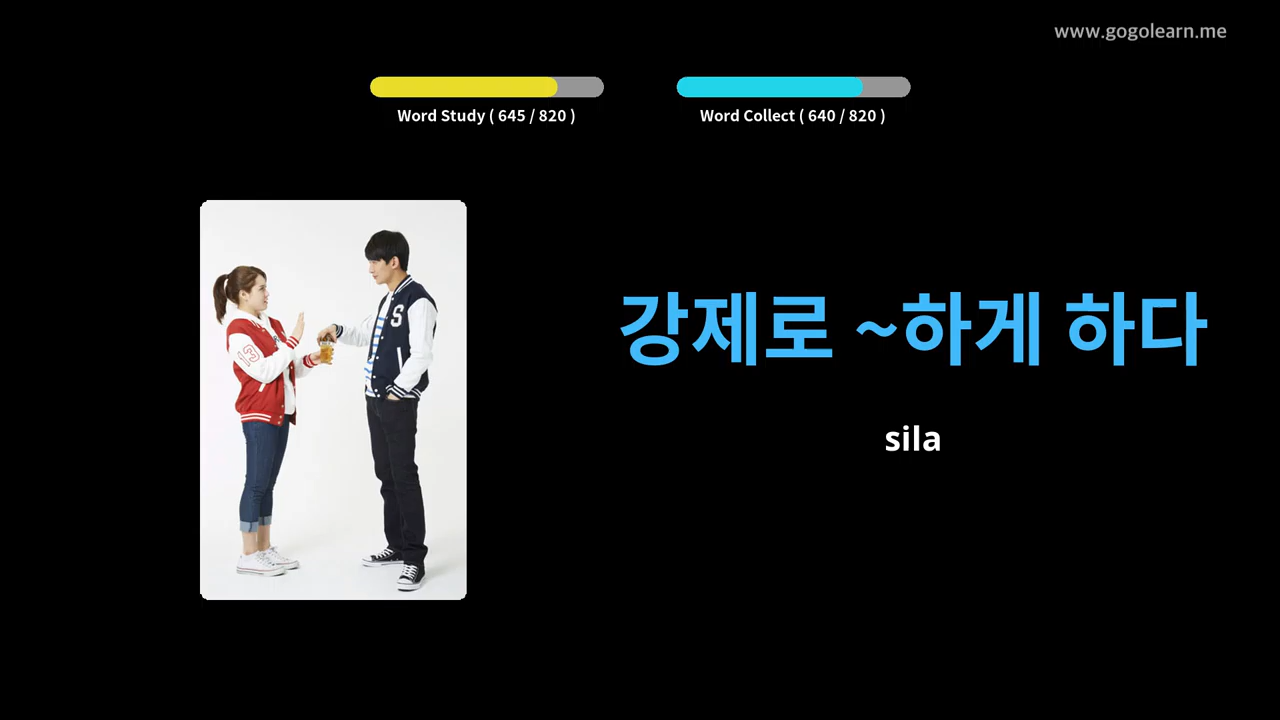 www.gogolearn.me
Word Study ( 645 / 820 )
Word Collect ( 640 / 820 )
강제로 ~하게 하다
sila
13
S